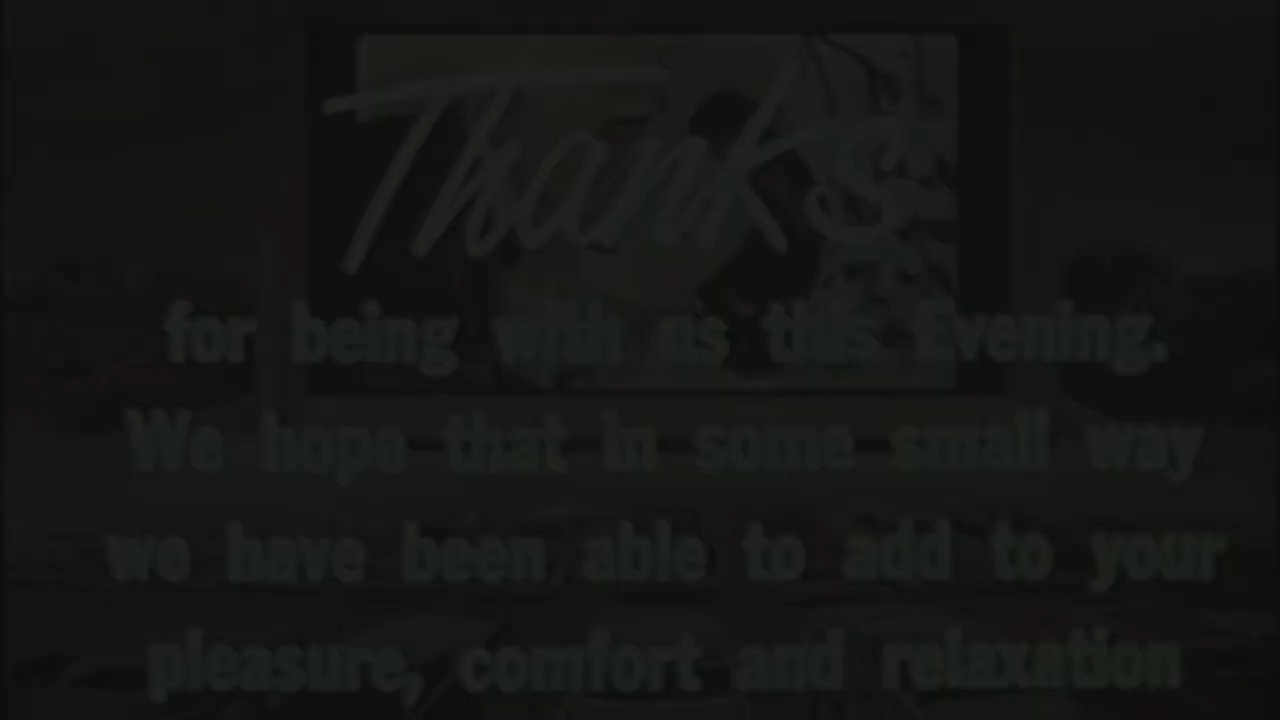 Thanks
for being with us this Evening.
We hope that in some small way
we have been able to add to your
pleasure, comfort and relaxation